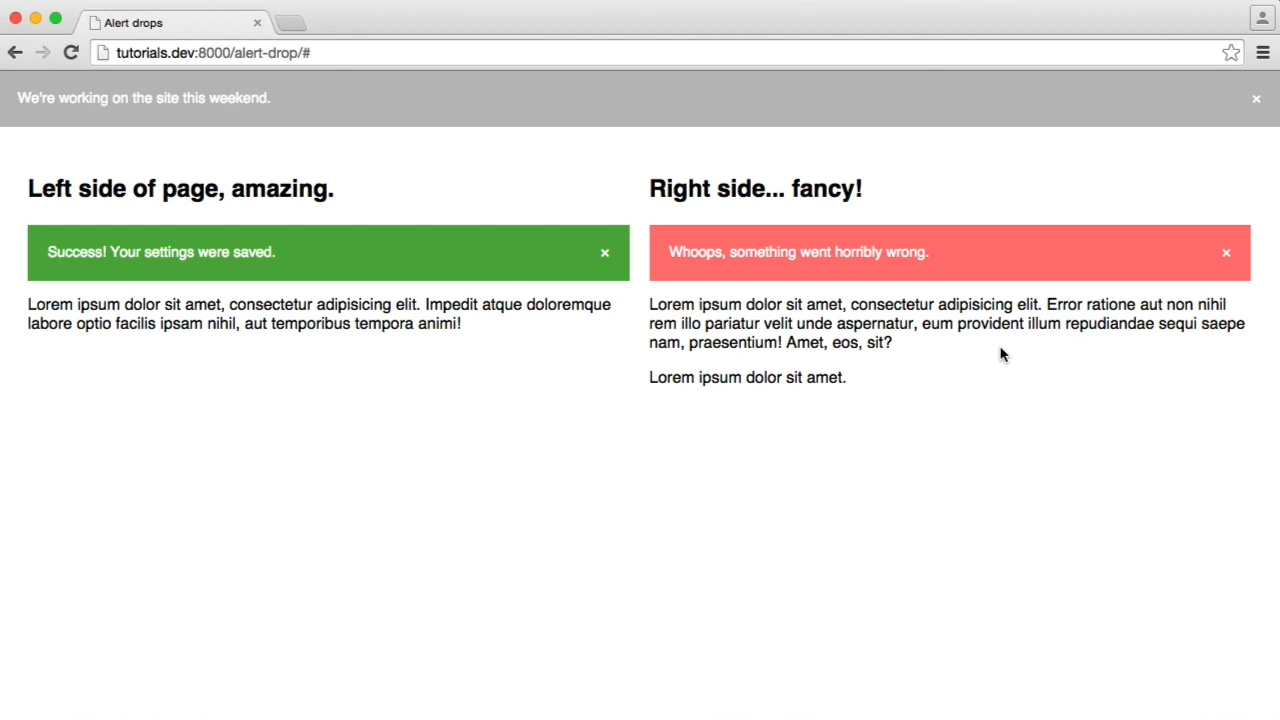 Alert drops
tutorials.dev:8000/alert-drop/#
We're working on the site this weekend. ×
Left side of page, amazing.
Success! Your settings were saved. ×
Lorem ipsum dolor sit amet, consectetur adipisicing elit. Impedit atque doloremque
labore optio facilis ipsam nihil, aut temporibus tempora animi!
Right side... fancy!
Whoops, something went horribly wrong. ×
Lorem ipsum dolor sit amet, consectetur adipisicing elit. Error ratione aut non nihil
rem illo pariatur velit unde aspernatur, eum provident illum repudiandae sequi saepe
nam, praesentium! Amet, eos, sit?
Lorem ipsum dolor sit amet.